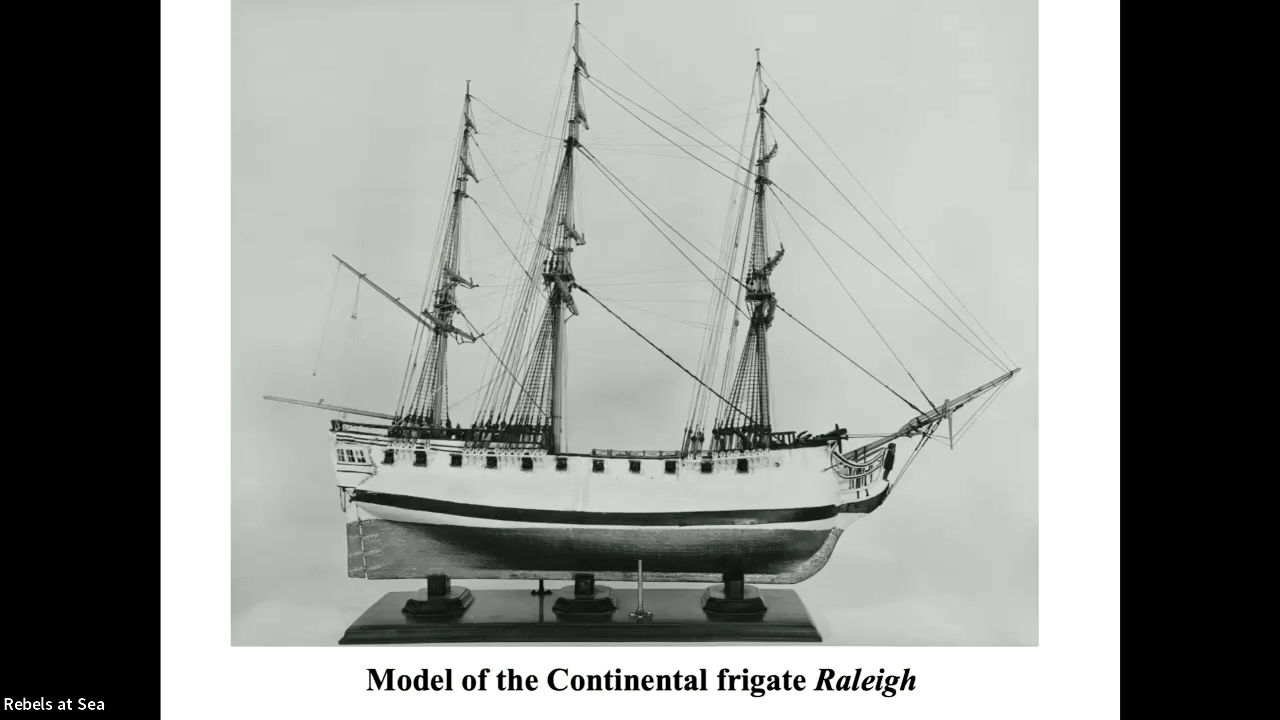 Model of the Continental frigate Raleigh
Rebels at Sea